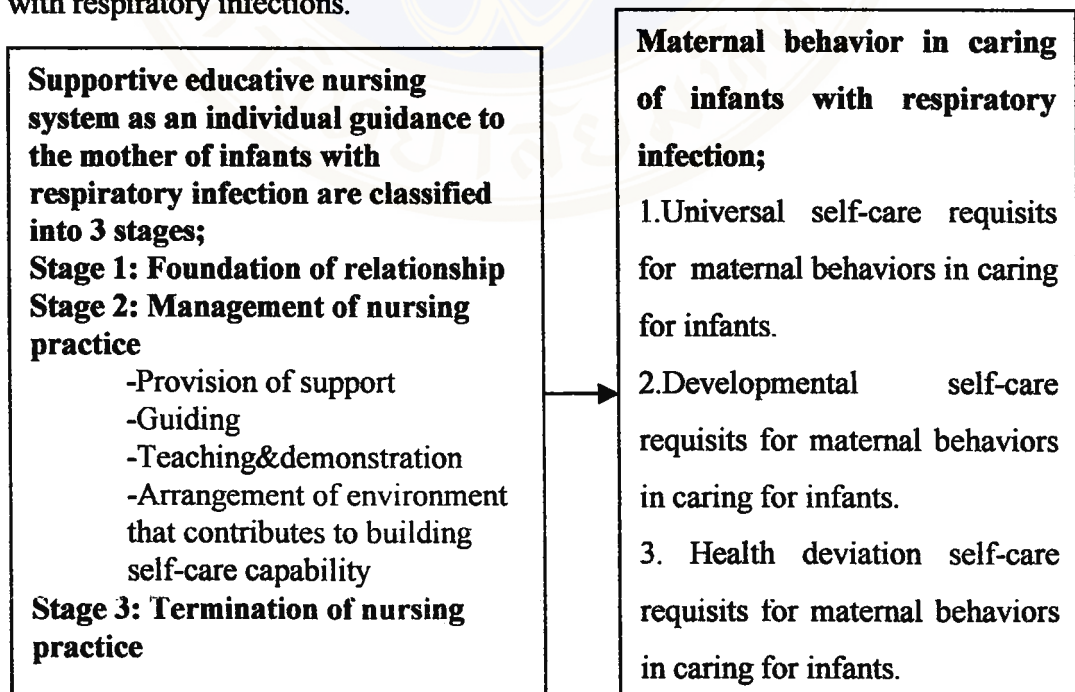 with respiratory infections.
Supportive educative nursing
system as an individual guidance to
the mother of infants with
respiratory infection are classified
into 3 stages;
Stage 1: Foundation of relationship
Stage 2: Management of nursing
practice
-Provision of support
-Guiding
-Teaching&demonstration
-Arrangement of environment
that contributes to building
self-care capability
Stage 3: Termination of nursing
practice
Maternal behavior in caring
of infants with respiratory
infection;
1.Universal self-care requisits
for maternal behaviors in caring
for infants.
2.Developmental self-care
requisits for maternal behaviors
in caring for infants.
3. Health deviation self-care
requisits for maternal behaviors
in caring for infants.